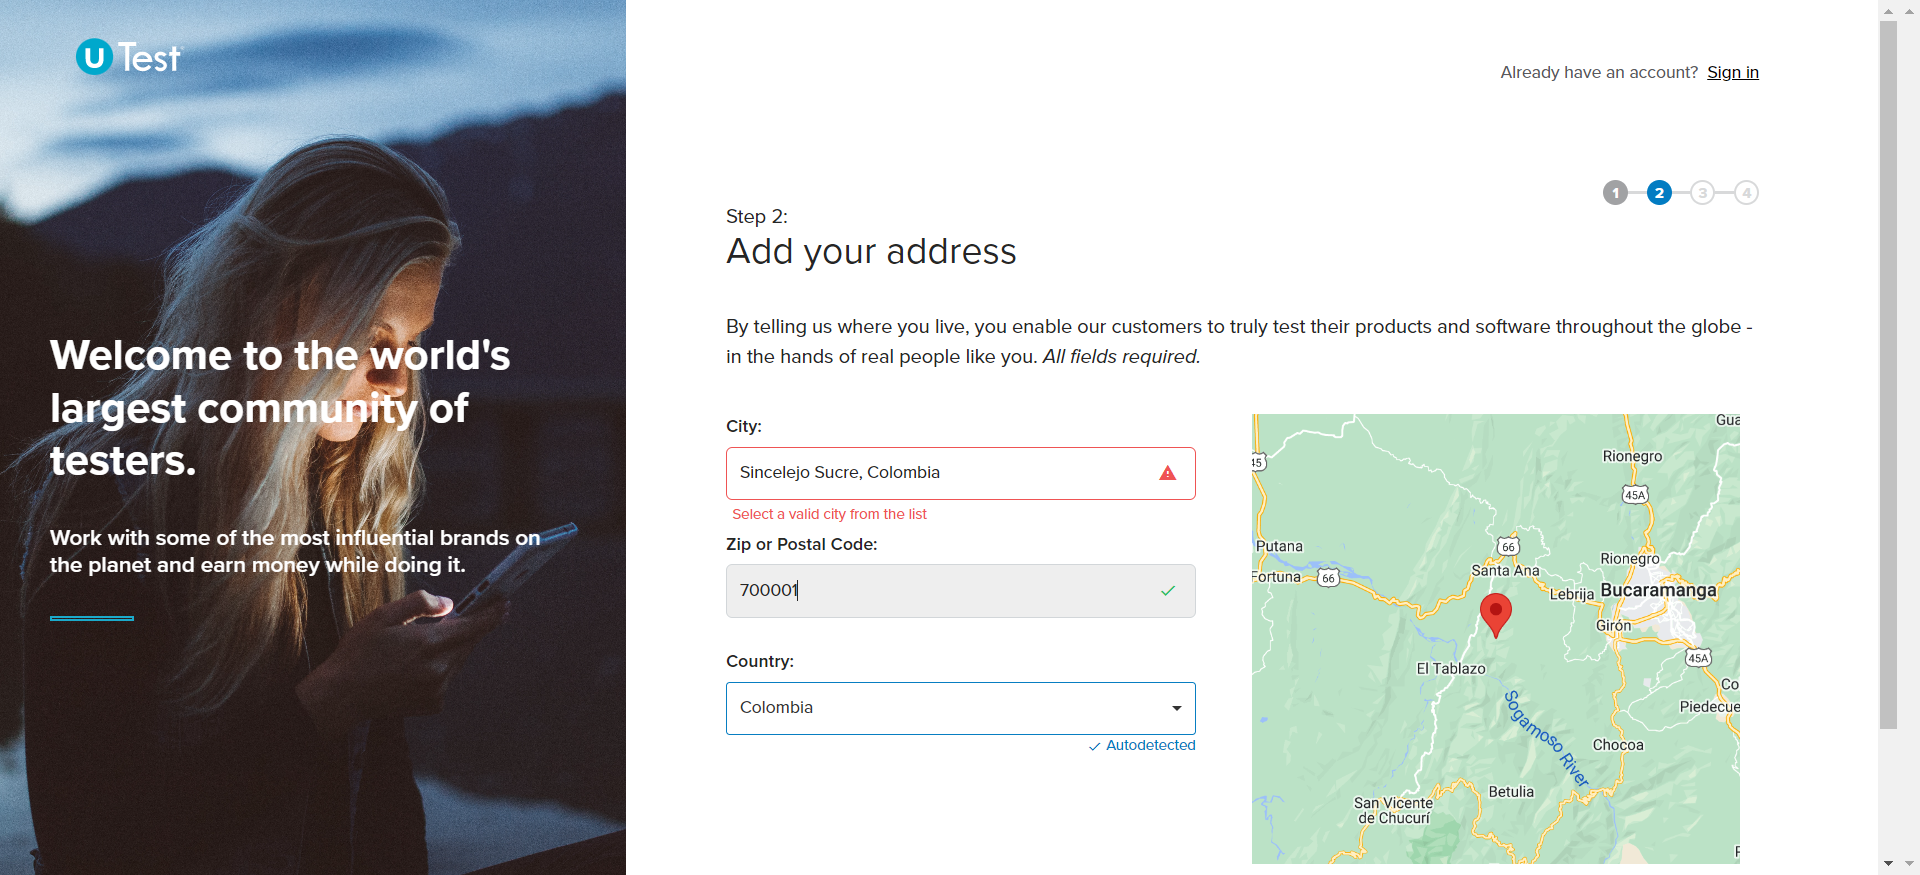 U Test
Already have an account? Sign in
1 2 3 4
Step 2:
Add your address
By telling us where you live, you enable our customers to truly test their products and software throughout the globe -
in the hands of real people like you. All fields required.
Welcome to the world's
largest community of
testers.
Work with some of the most influential brands on
the planet and earn money while doing it.
City:
Sincelejo Sucre, Colombia
Select a valid city from the list
Zip or Postal Code:
700001
Country:
Colombia
Autodetected
Gua
45
Rionegro
45A
Putana
66
Rionegro
Fortuna
66
Santa Ana
Lebrija
Bucaramanga
Girón
45A
El Tablazo
Co
Piedecue
Sogamoso River
Chocoa
Betulia
San Vicente
de Chucurí